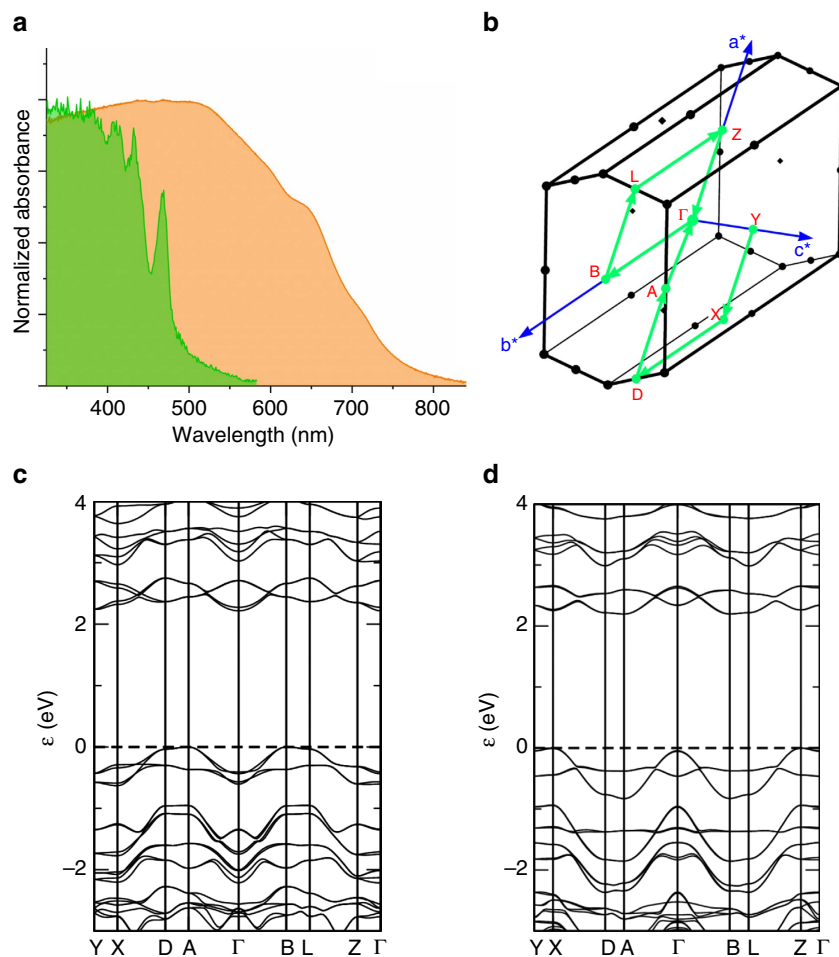 a
Normalized absorbance
400 500 600 700 800
Wavelength (nm)
b
a*
Z
L
Γ
Y
c*
B
A
X
b*
D
c
4
2
0
−2
ε (eV)
Y X D A Γ B L Z Γ
d
4
2
0
−2
ε (eV)
Y X D A Γ B L Z Γ